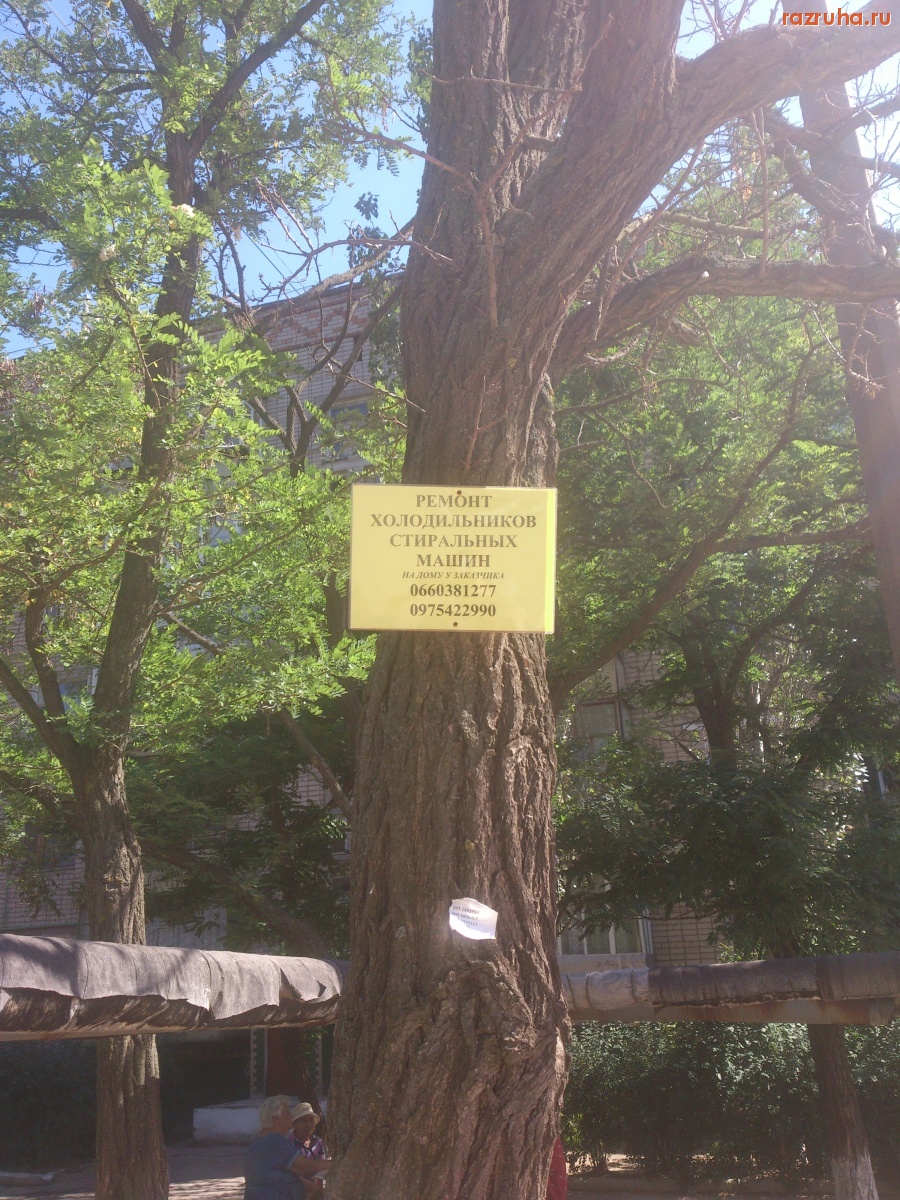 razruha.ru
РЕМОНТ
ХОЛОДИЛЬНИКОВ
СТИРАЛЬНЫХ
МАШИН
НА ДОМУ У ЗАКАЗЧИКА
0660381277
0975422990